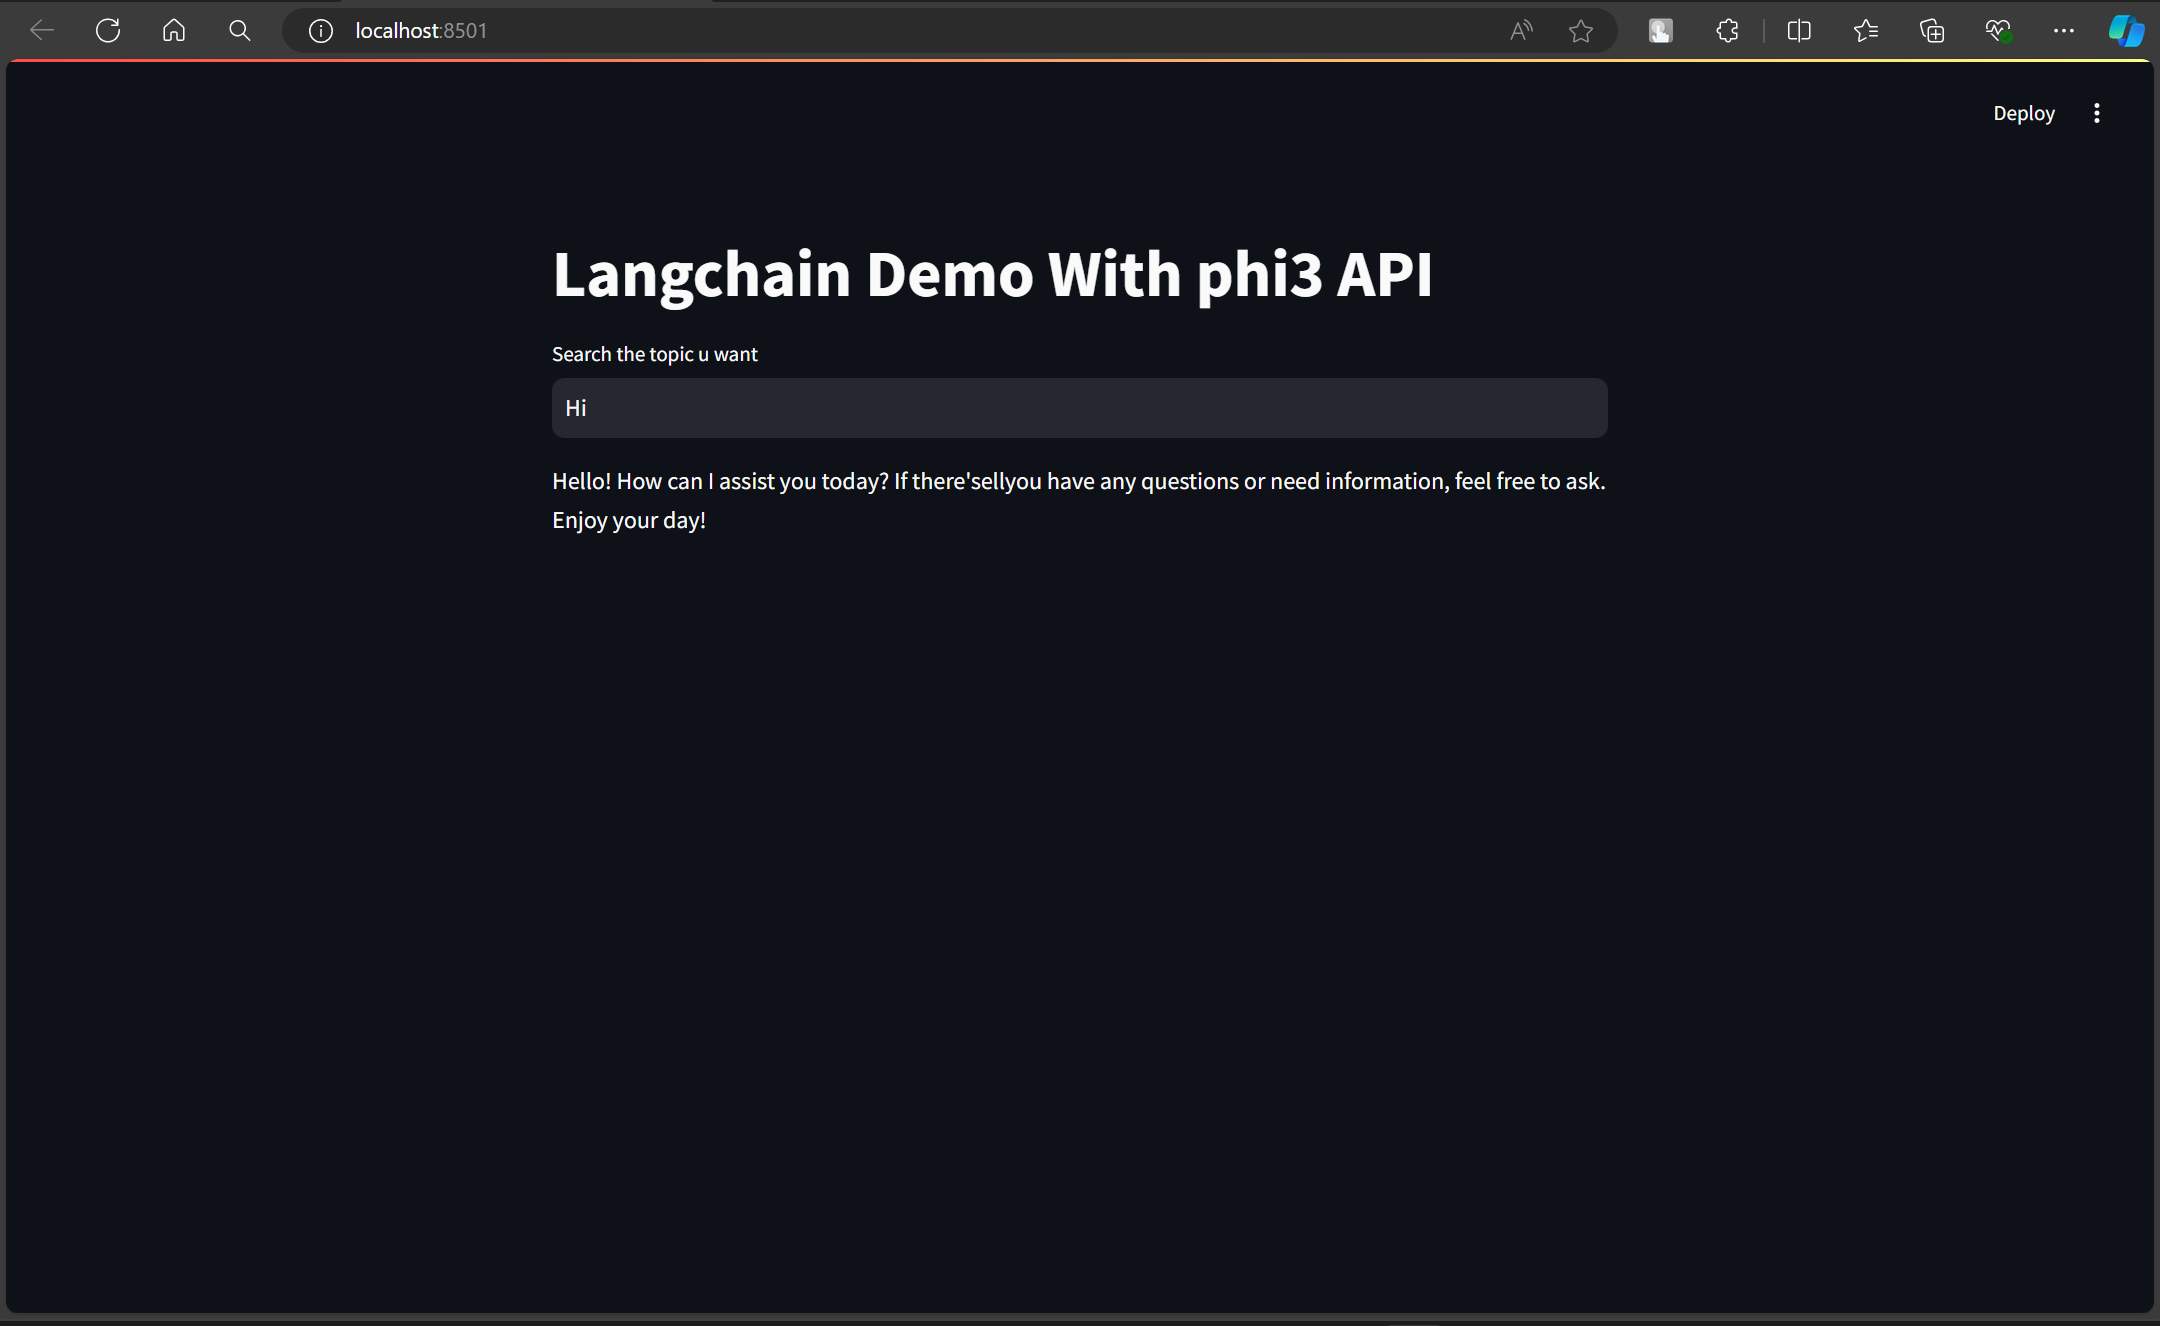 localhost:8501
Deploy
Langchain Demo With phi3 API
Search the topic u want
Hi
Hello! How can I assist you today? If there'sellyou have any questions or need information, feel free to ask.
Enjoy your day!